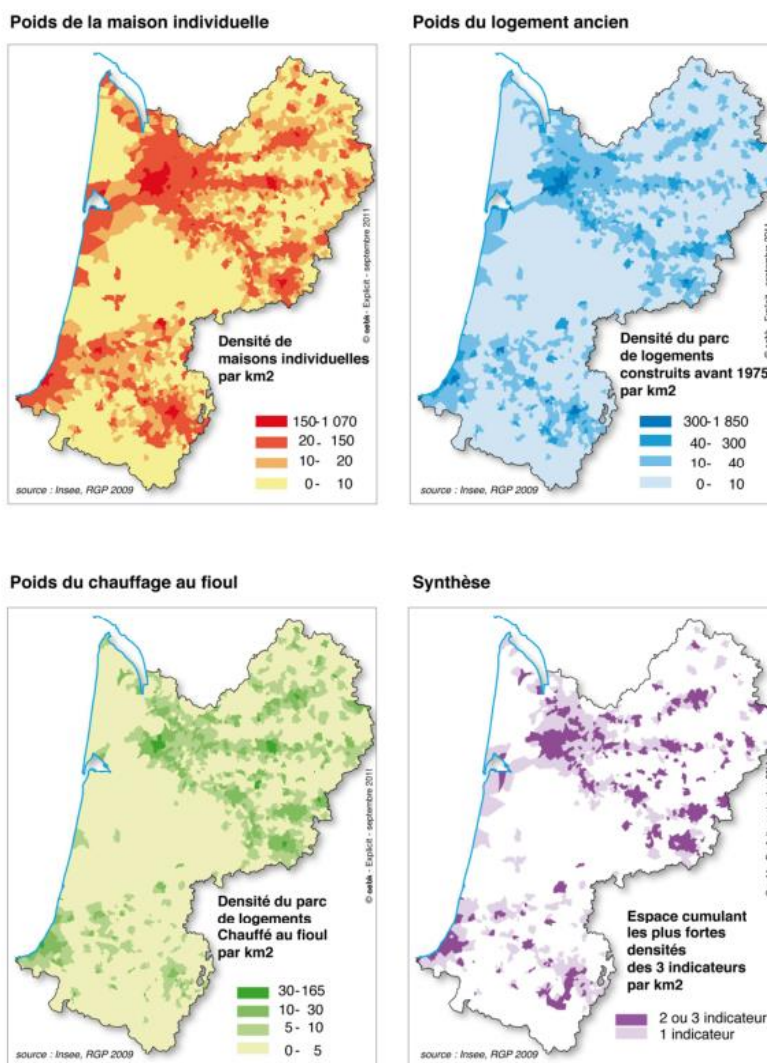 Poids de la maison individuelle
Densité de
maisons individuelles
par km2
150-1 070
20 - 150
10- 20
0- 10
source : Insee, RGP 2009
© - Explicit - septembre 2011
Poids du logement ancien
Densité du parc
de logements
construits avant 1975
par km2
300-1 850
40- 300
10- 40
0- 10
source : Insee, RGP 2009
Poids du chauffage au fioul
Densité du parc
de logements
Chauffé au fioul
par km2
30-165
10- 30
5- 10
0- 5
source : Insee, RGP 2009
© - Explicit - septembre 2011
Synthèse
Espace cumulant
les plus fortes
densités
des 3 indicateurs
par km2
2 ou 3 indicateur
1 indicateur
source : Insee, RGP 2009